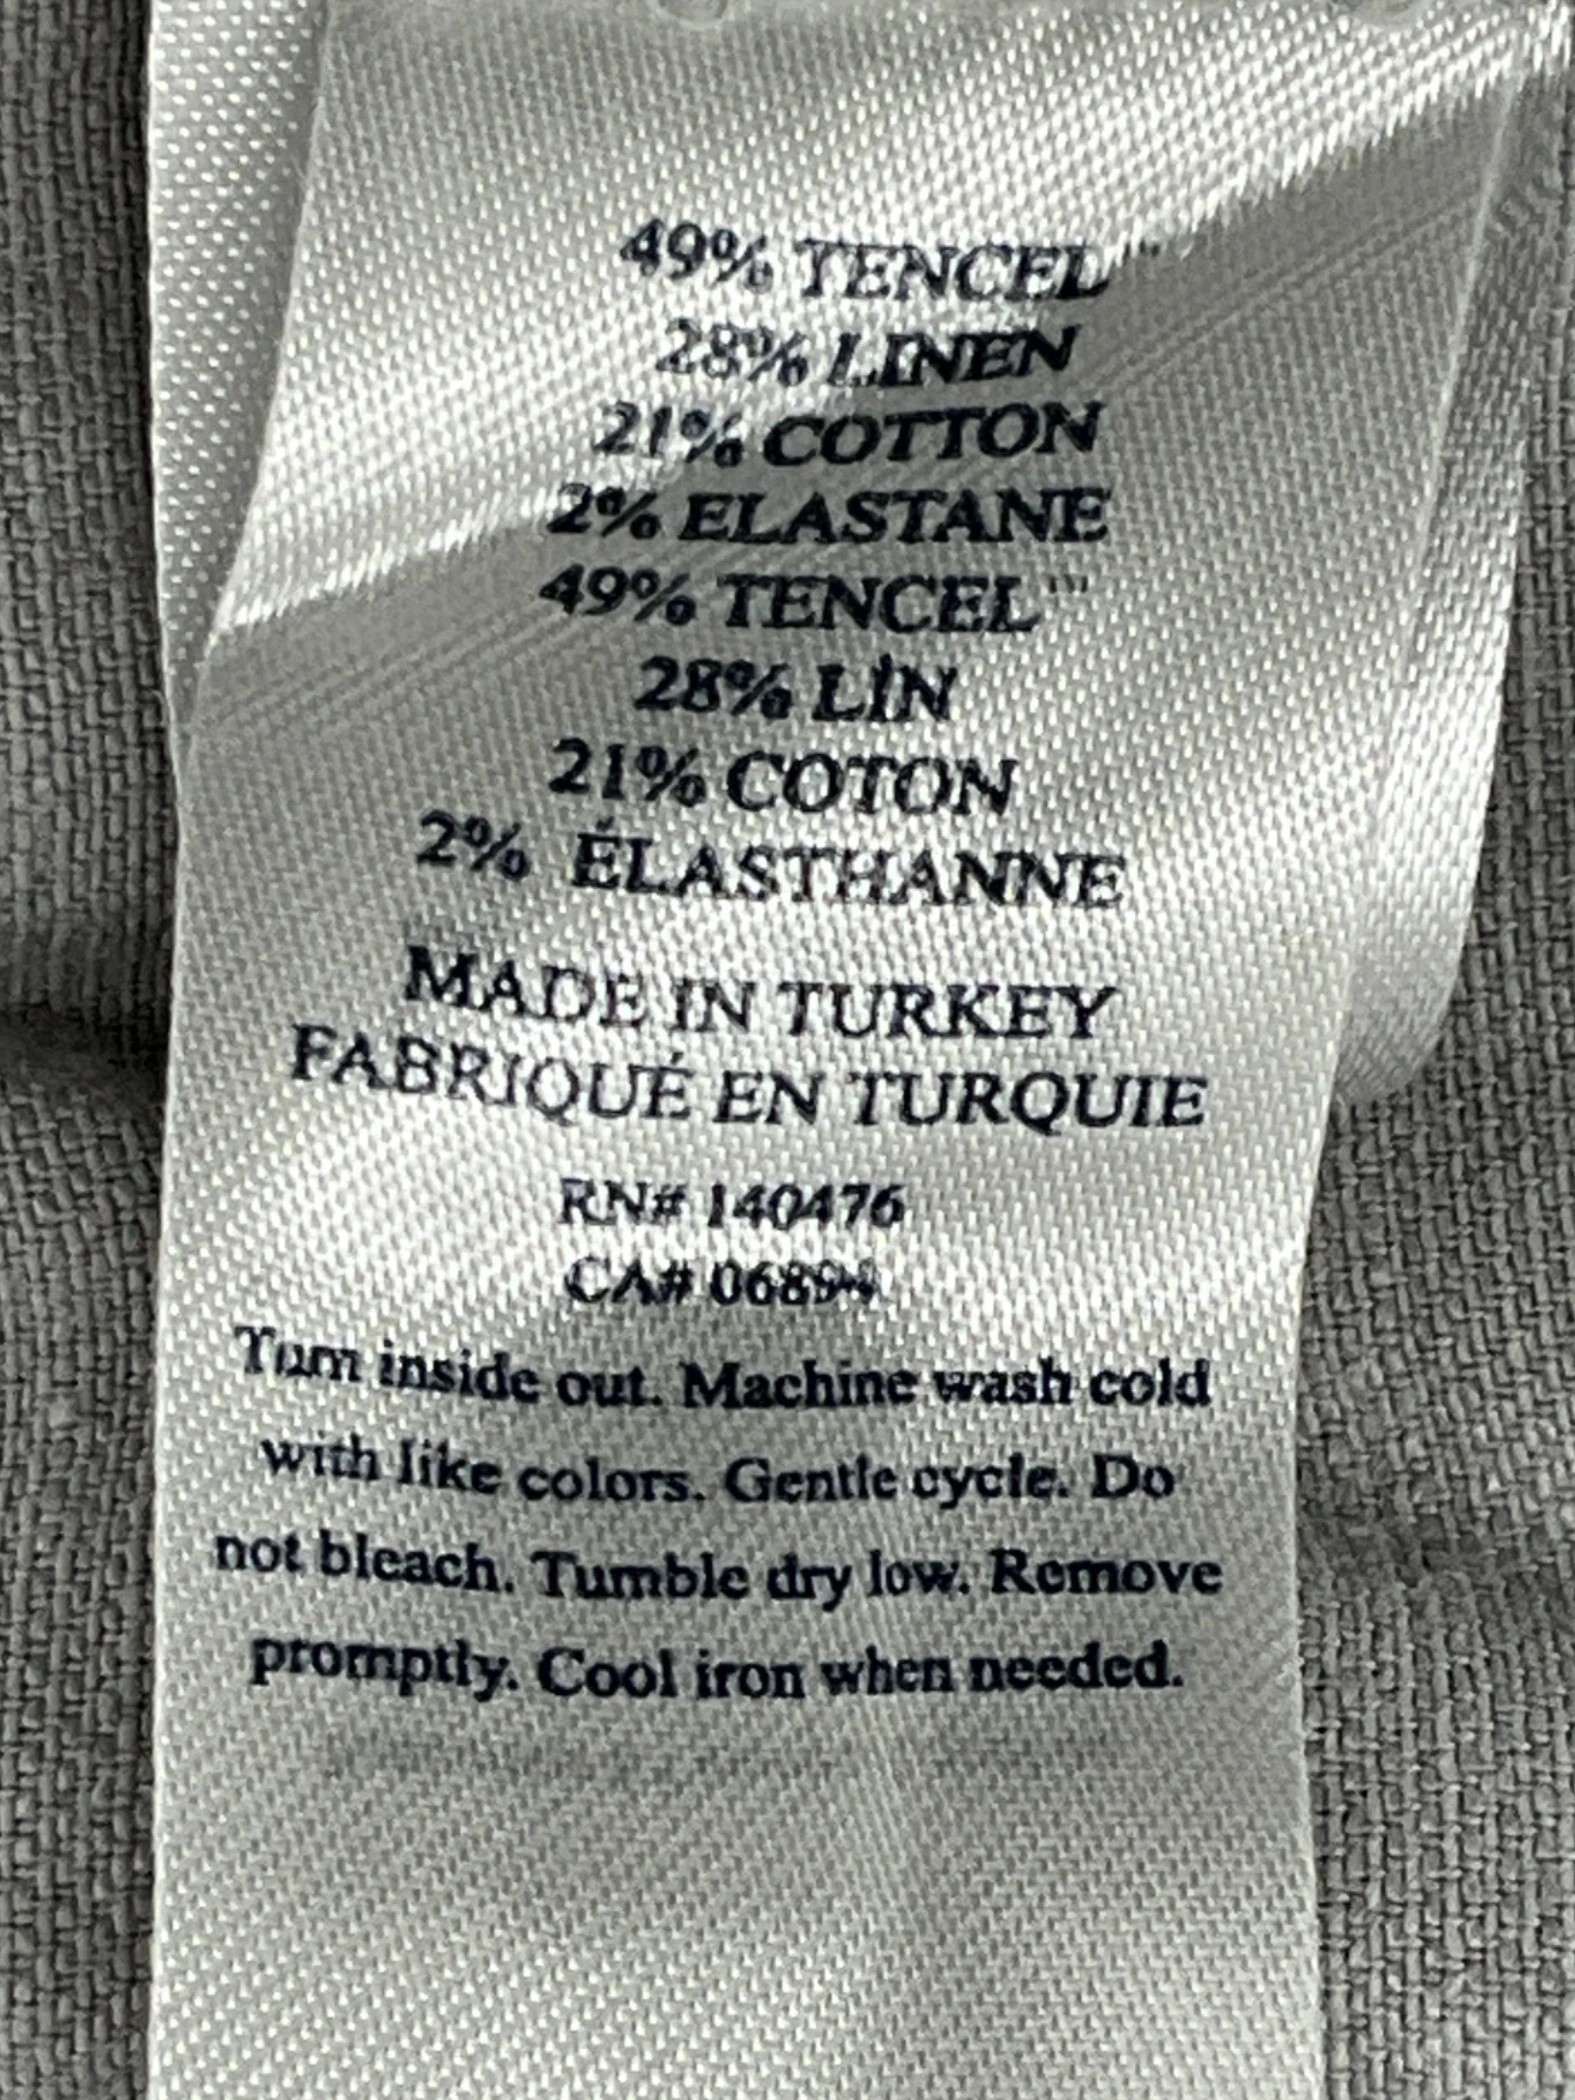 49% TENCEL™
28% LINEN
21% COTTON
2% ELASTANE
49% TENCEL™
28% LİN
21% COTON
2% ÉLASTHANNE
MADE IN TURKEY
FABRIQUÉ EN TURQUIE
RN# 140476
CA#
Turn inside out. Machine wash cold
with like colors. Gentle cycle. Do
not bleach. Tumble dry low. Remove
promptly. Cool iron when needed.